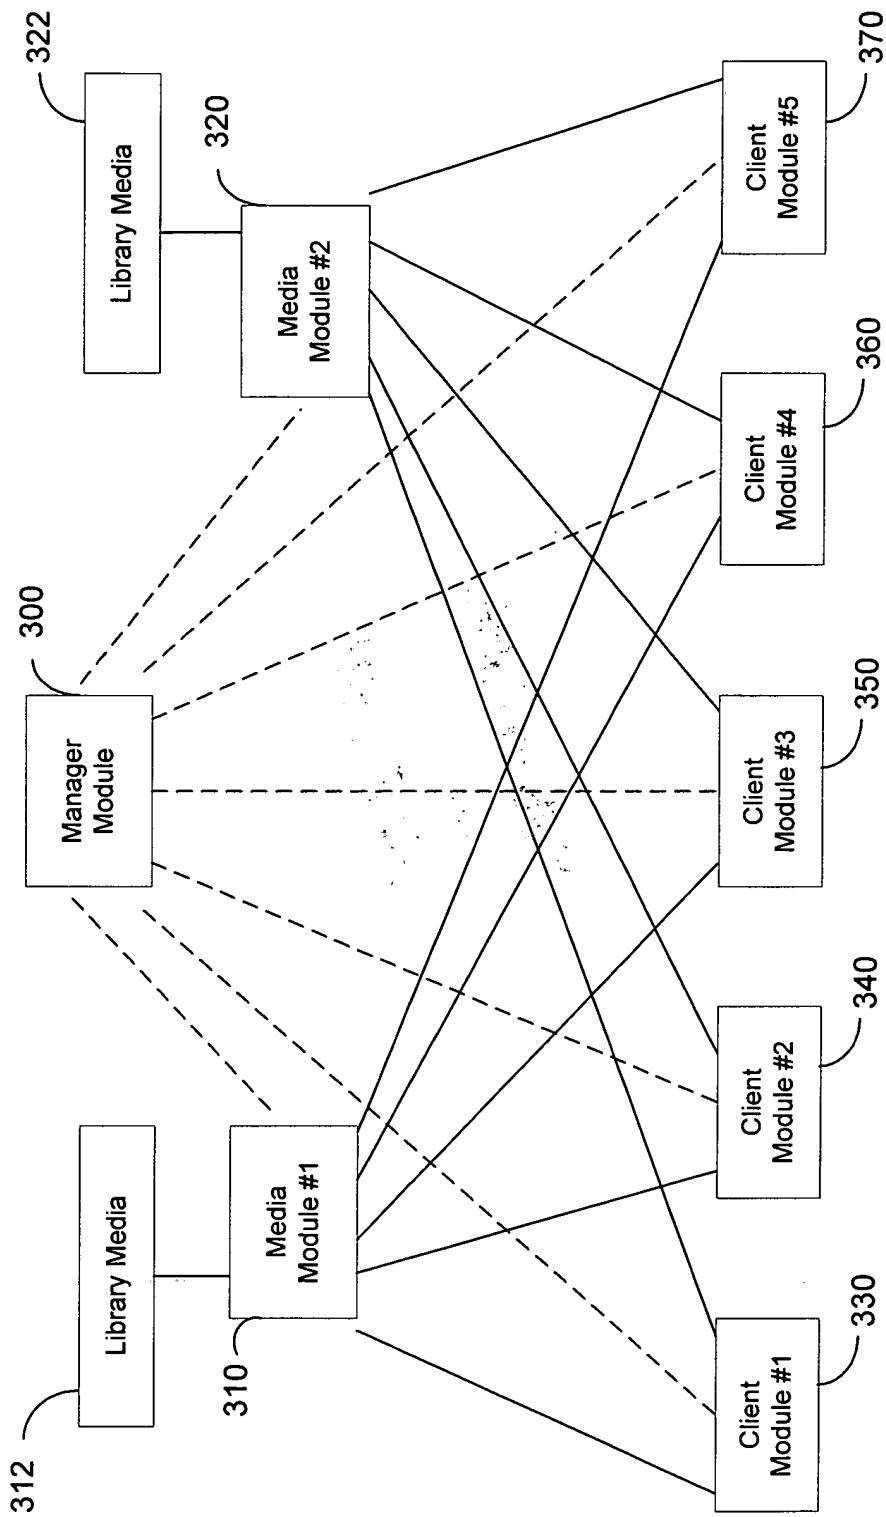 300
Manager
Module
312
Library Media
322
Library Media
310
Media
Module #1
320
Media
Module #2
Client
Module #1
330
Client
Module #2
340
Client
Module #3
350
Client
Module #4
360
Client
Module #5
370